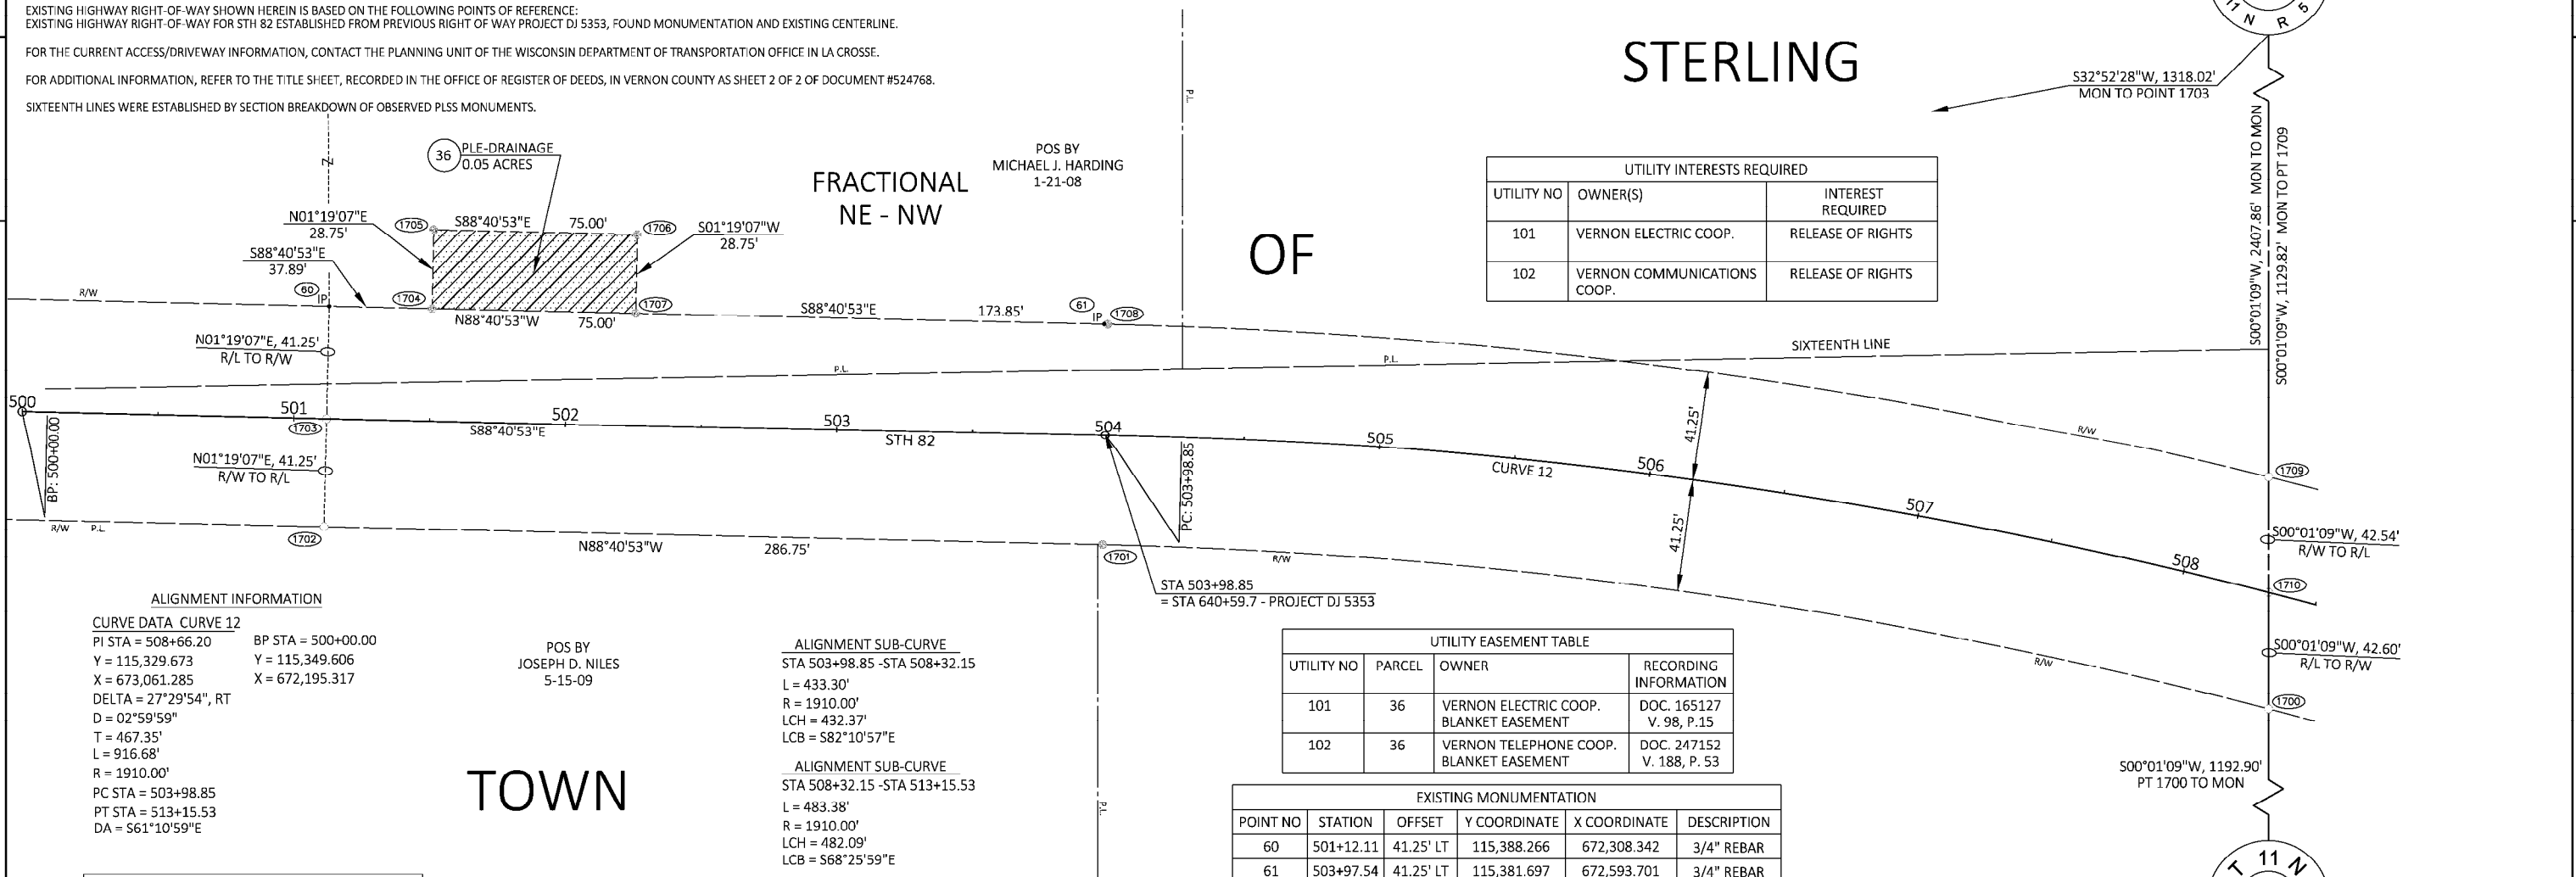 EXISTING HIGHWAY RIGHT-OF-WAY SHOWN HEREIN IS BASED ON THE FOLLOWING POINTS OF REFERENCE:
EXISTING HIGHWAY RIGHT-OF-WAY FOR STH 82 ESTABLISHED FROM PREVIOUS RIGHT OF WAY PROJECT DJ 5353, FOUND MONUMENTATION AND EXISTING CENTERLINE.
FOR THE CURRENT ACCESS/DRIVEWAY INFORMATION, CONTACT THE PLANNING UNIT OF THE WISCONSIN DEPARTMENT OF TRANSPORTATION OFFICE IN LA CROSSE.
FOR ADDITIONAL INFORMATION, REFER TO THE TITLE SHEET, RECORDED IN THE OFFICE OF REGISTER OF DEEDS, IN VERNON COUNTY AS SHEET 2 OF 2 OF DOCUMENT #524768.
SIXTEENTH LINES WERE ESTABLISHED BY SECTION BREAKDOWN OF OBSERVED PLSS MONUMENTS.
STERLING
OF
TOWN
11 N R 5
S32°52'28"W, 1318.02'
MON TO POINT 1703
S00°01'09"W, 2407.86' MON TO MON
S00°01'09"W, 1129.82' MON TO PT 1709
36
PLE-DRAINAGE
0.05 ACRES
FRACTIONAL
NE - NW
POS BY
MICHAEL J. HARDING
1-21-08
P.L.
N01°19'07"E
28.75'
1705
S88°40'53"E 75.00'
1706
S01°19'07"W
28.75'
S88°40'53"E
37.89'
R/W
60
IP
1704
N88°40'53"W 75.00'
1707
S88°40'53"E 173.85'
61
IP
1708
UTILITY INTERESTS REQUIRED
UTILITY NO OWNER(S) INTEREST
REQUIRED
101 VERNON ELECTRIC COOP. RELEASE OF RIGHTS
102 VERNON COMMUNICATIONS RELEASE OF RIGHTS
COOP.
N01°19'07"E, 41.25'
R/L TO R/W
P.L.
P.L.
SIXTEENTH LINE
500
501
502
503
504
505
506
507
508
BP: 500+00.00
1703
S88°40'53"E
STH 82
PC: 503+98.85
CURVE 12
41.25'
41.25'
R/W
1709
N01°19'07"E, 41.25'
R/W TO R/L
R/W P.L.
1702
N88°40'53"W 286.75'
1701
R/W
S00°01'09"W, 42.54'
R/W TO R/L
1710
STA 503+98.85
= STA 640+59.7 - PROJECT DJ 5353
S00°01'09"W, 42.60'
R/L TO R/W
R/W
1700
S00°01'09"W, 1192.90'
PT 1700 TO MON
ALIGNMENT INFORMATION
CURVE DATA CURVE 12
PI STA = 508+66.20
Y = 115,329.673
X = 673,061.285
DELTA = 27°29'54", RT
D = 02°59'59"
T = 467.35'
L = 916.68'
R = 1910.00'
PC STA = 503+98.85
PT STA = 513+15.53
DA = S61°10'59"E
BP STA = 500+00.00
Y = 115,349.606
X = 672,195.317
POS BY
JOSEPH D. NILES
5-15-09
ALIGNMENT SUB-CURVE
STA 503+98.85 -STA 508+32.15
L = 433.30'
R = 1910.00'
LCH = 432.37'
LCB = S82°10'57"E
ALIGNMENT SUB-CURVE
STA 508+32.15 -STA 513+15.53
L = 483.38'
R = 1910.00'
LCH = 482.09'
LCB = S68°25'59"E
P.L.
UTILITY EASEMENT TABLE
UTILITY NO PARCEL OWNER RECORDING
INFORMATION
101 36 VERNON ELECTRIC COOP. DOC. 165127
BLANKET EASEMENT V. 98, P.15
102 36 VERNON TELEPHONE COOP. DOC. 247152
BLANKET EASEMENT V. 188, P. 53
EXISTING MONUMENTATION
POINT NO STATION OFFSET Y COORDINATE X COORDINATE DESCRIPTION
60 501+12.11 41.25' LT 115,388.266 672,308.342 3/4" REBAR
61 503+97.54 41.25' LT 115,381.697 672,593.701 3/4" REBAR
T 11 N